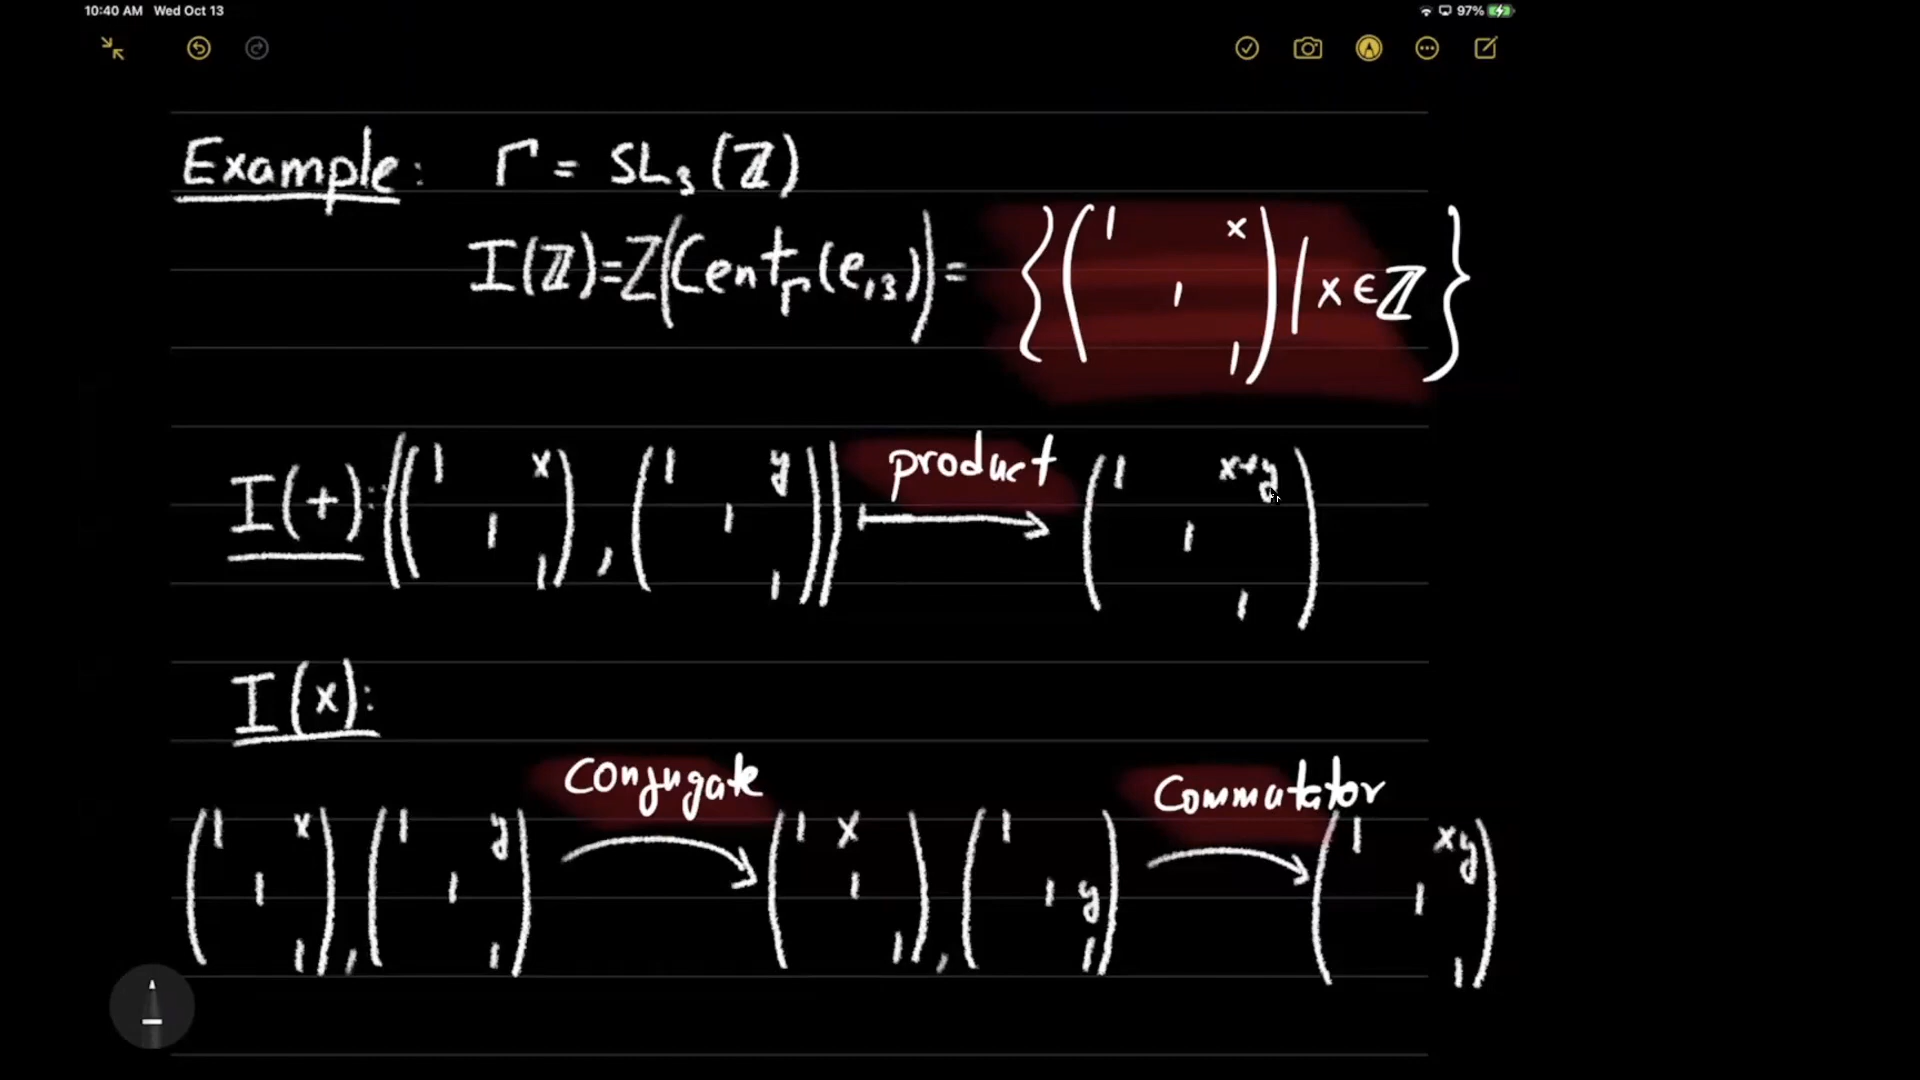 10:40 AM Wed Oct 13 97%
Example: Γ = SL₃(ℤ)
I(ℤ)=Z(Cent_Γ(e₁₃)) = {(1 x 1 1) | x ∈ ℤ}
I(+): ((1 x 1 1), (1 y 1 1)) product ↦ (1 x+y 1 1)
I(x):
Conjugate Commutator
(1 x 1 1), (1 y 1 1) → (1 x 1 1), (1 1 y 1) → (1 xy 1 1)